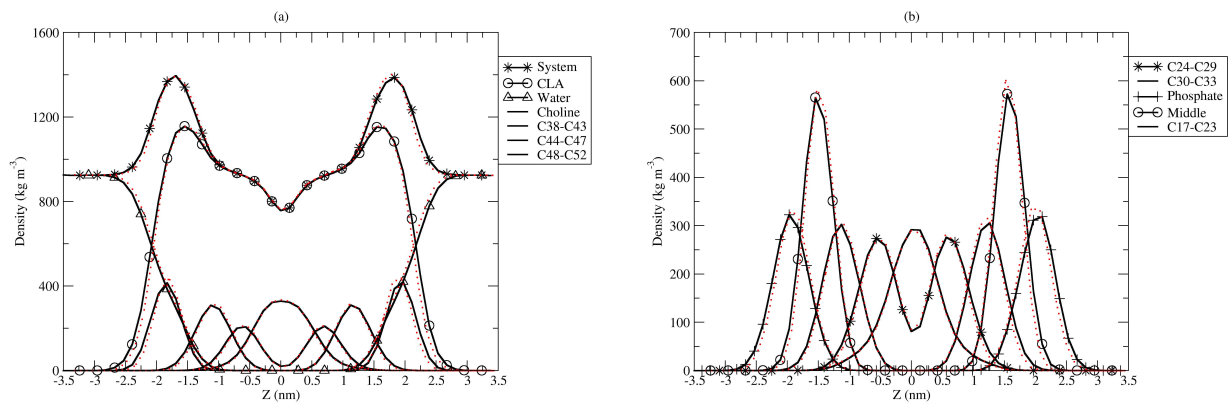 (a)
1600
1200
800
400
0
Density (kg m-3)
-3.5 -3 -2.5 -2 -1.5 -1 -0.5 0 0.5 1 1.5 2 2.5 3 3.5
Z (nm)
System
CLA
Water
Choline
C38-C43
C44-C47
C48-C52
(b)
700
600
500
400
300
200
100
0
Density (kg m-3)
-3.5 -3 -2.5 -2 -1.5 -1 -0.5 0 0.5 1 1.5 2 2.5 3 3.5
Z (nm)
C24-C29
C30-C33
Phosphate
Middle
C17-C23